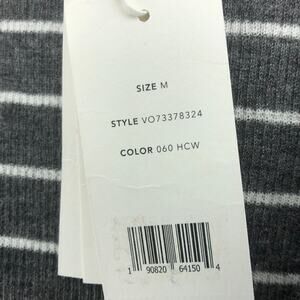 SIZE M
STYLE VO73378324
COLOR 060 HCW
1 90820 64150 4